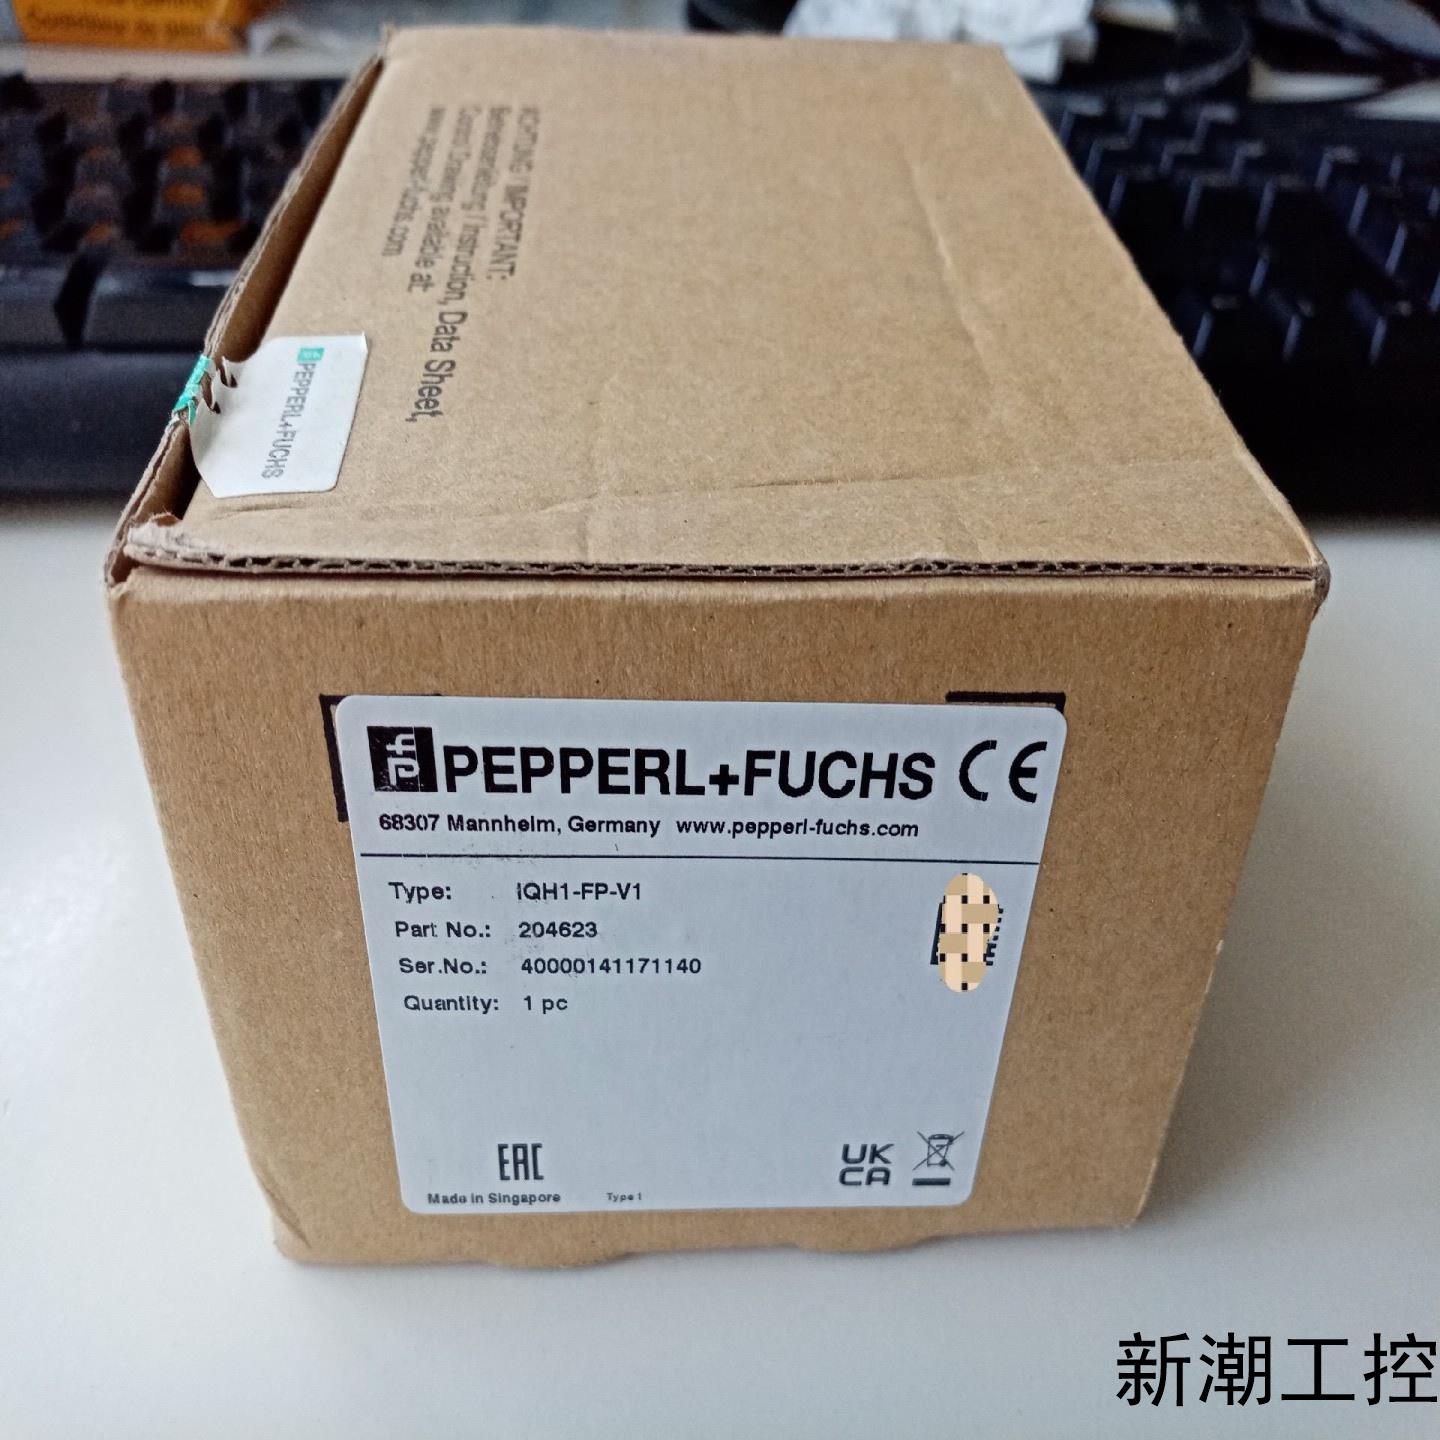 ACHTUNG / IMPORTANT:
Betriebsanleitung / Instruction, Data Sheet,
Control Drawing available at:
www.pepperl-fuchs.com
PEPPERL+FUCHS
PEPPERL+FUCHS CE
68307 Mannheim, Germany www.pepperl-fuchs.com
Type: IQH1-FP-V1
Part No.: 204623
Ser.No.: 40000141171140
Quantity: 1 pc
EAC
UK
CA
Made in Singapore Type 1
新潮工控